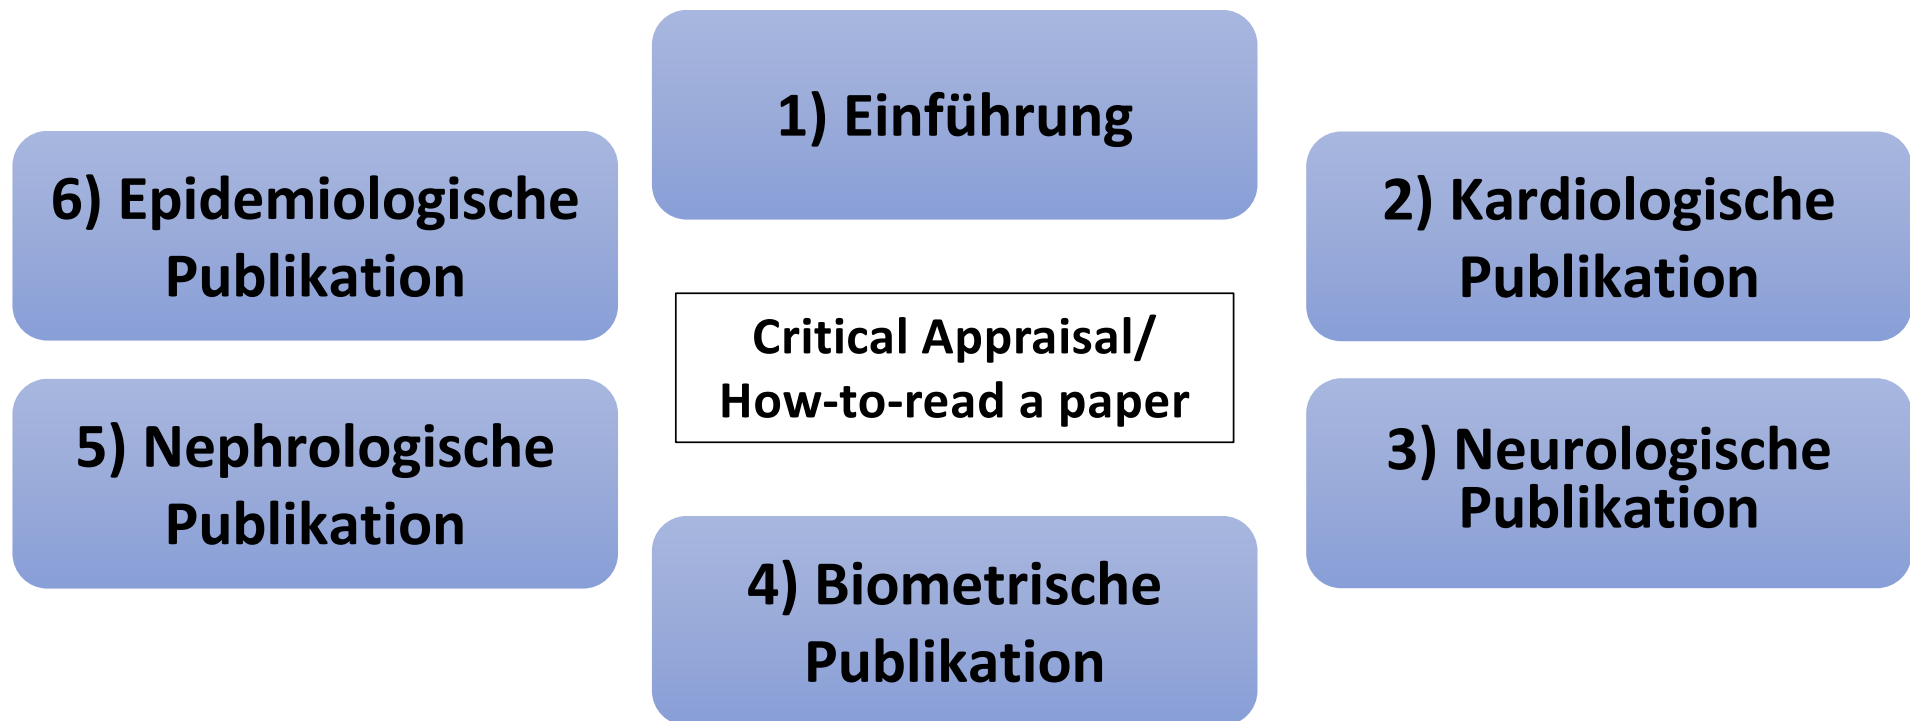 1) Einführung
2) Kardiologische
Publikation
3) Neurologische
Publikation
4) Biometrische
Publikation
5) Nephrologische
Publikation
6) Epidemiologische
Publikation
Critical Appraisal/
How-to-read a paper